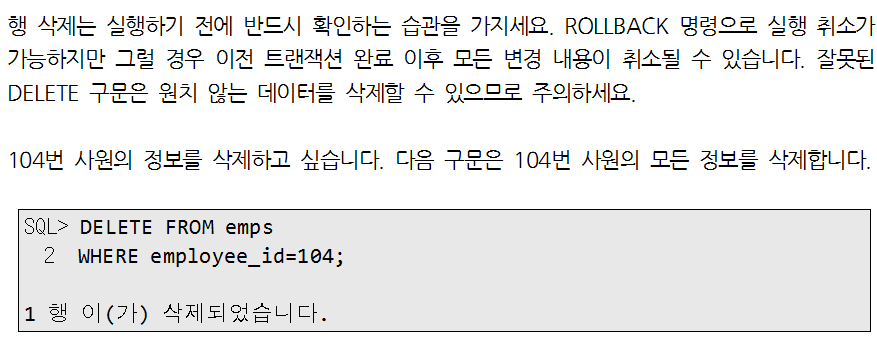 행 삭제는 실행하기 전에 반드시 확인하는 습관을 가지세요. ROLLBACK 명령으로 실행 취소가
가능하지만 그럴 경우 이전 트랜잭션 완료 이후 모든 변경 내용이 취소될 수 있습니다. 잘못된
DELETE 구문은 원치 않는 데이터를 삭제할 수 있으므로 주의하세요.
104번 사원의 정보를 삭제하고 싶습니다. 다음 구문은 104번 사원의 모든 정보를 삭제합니다.
SQL> DELETE FROM emps
2 WHERE employee_id=104;
1 행 이(가) 삭제되었습니다.